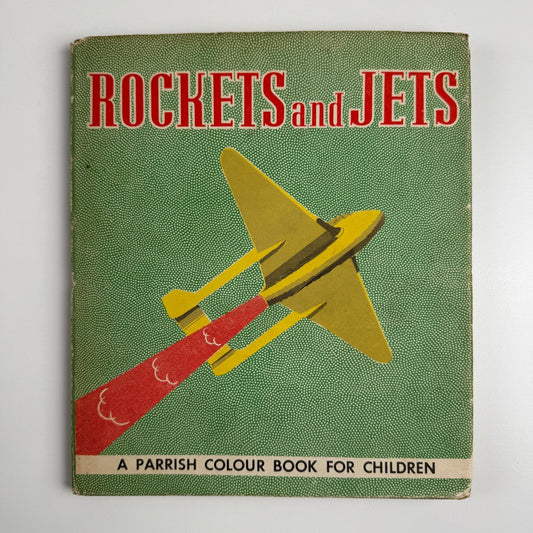 ROCKETS and JETS
A PARRISH COLOUR BOOK FOR CHILDREN